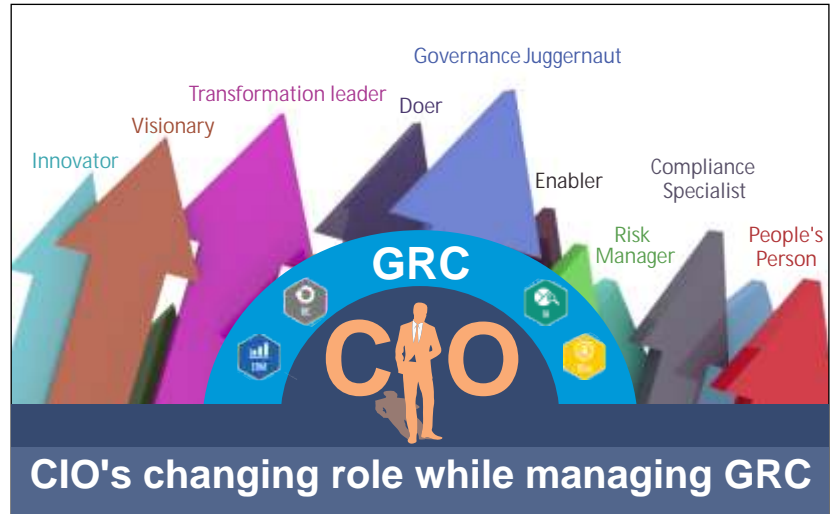 Governance Juggernaut
Transformation leader
Doer
Visionary
Innovator
Enabler
Compliance
Specialist
Risk
Manager
People's
Person
GRC
CIO
CIO's changing role while managing GRC